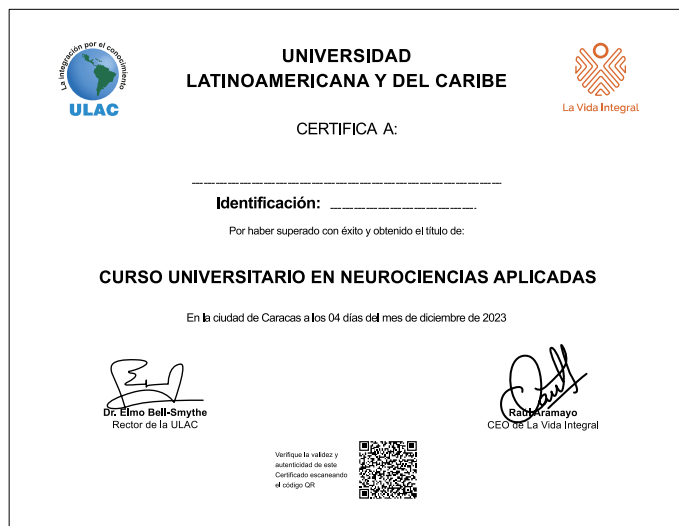 La integración por el conocimiento
ULAC
UNIVERSIDAD
LATINOAMERICANA Y DEL CARIBE
La Vida Integral
CERTIFICA A:
Identificación:
Por haber superado con éxito y obtenido el título de:
CURSO UNIVERSITARIO EN NEUROCIENCIAS APLICADAS
En la ciudad de Caracas a los 04 días del mes de diciembre de 2023
Dr. Elmo Bell-Smythe
Rector de la ULAC
Raúl Aramayo
CEO de La Vida Integral
Verifique la validez y
autenticidad de este
Certificado escaneando
el código QR